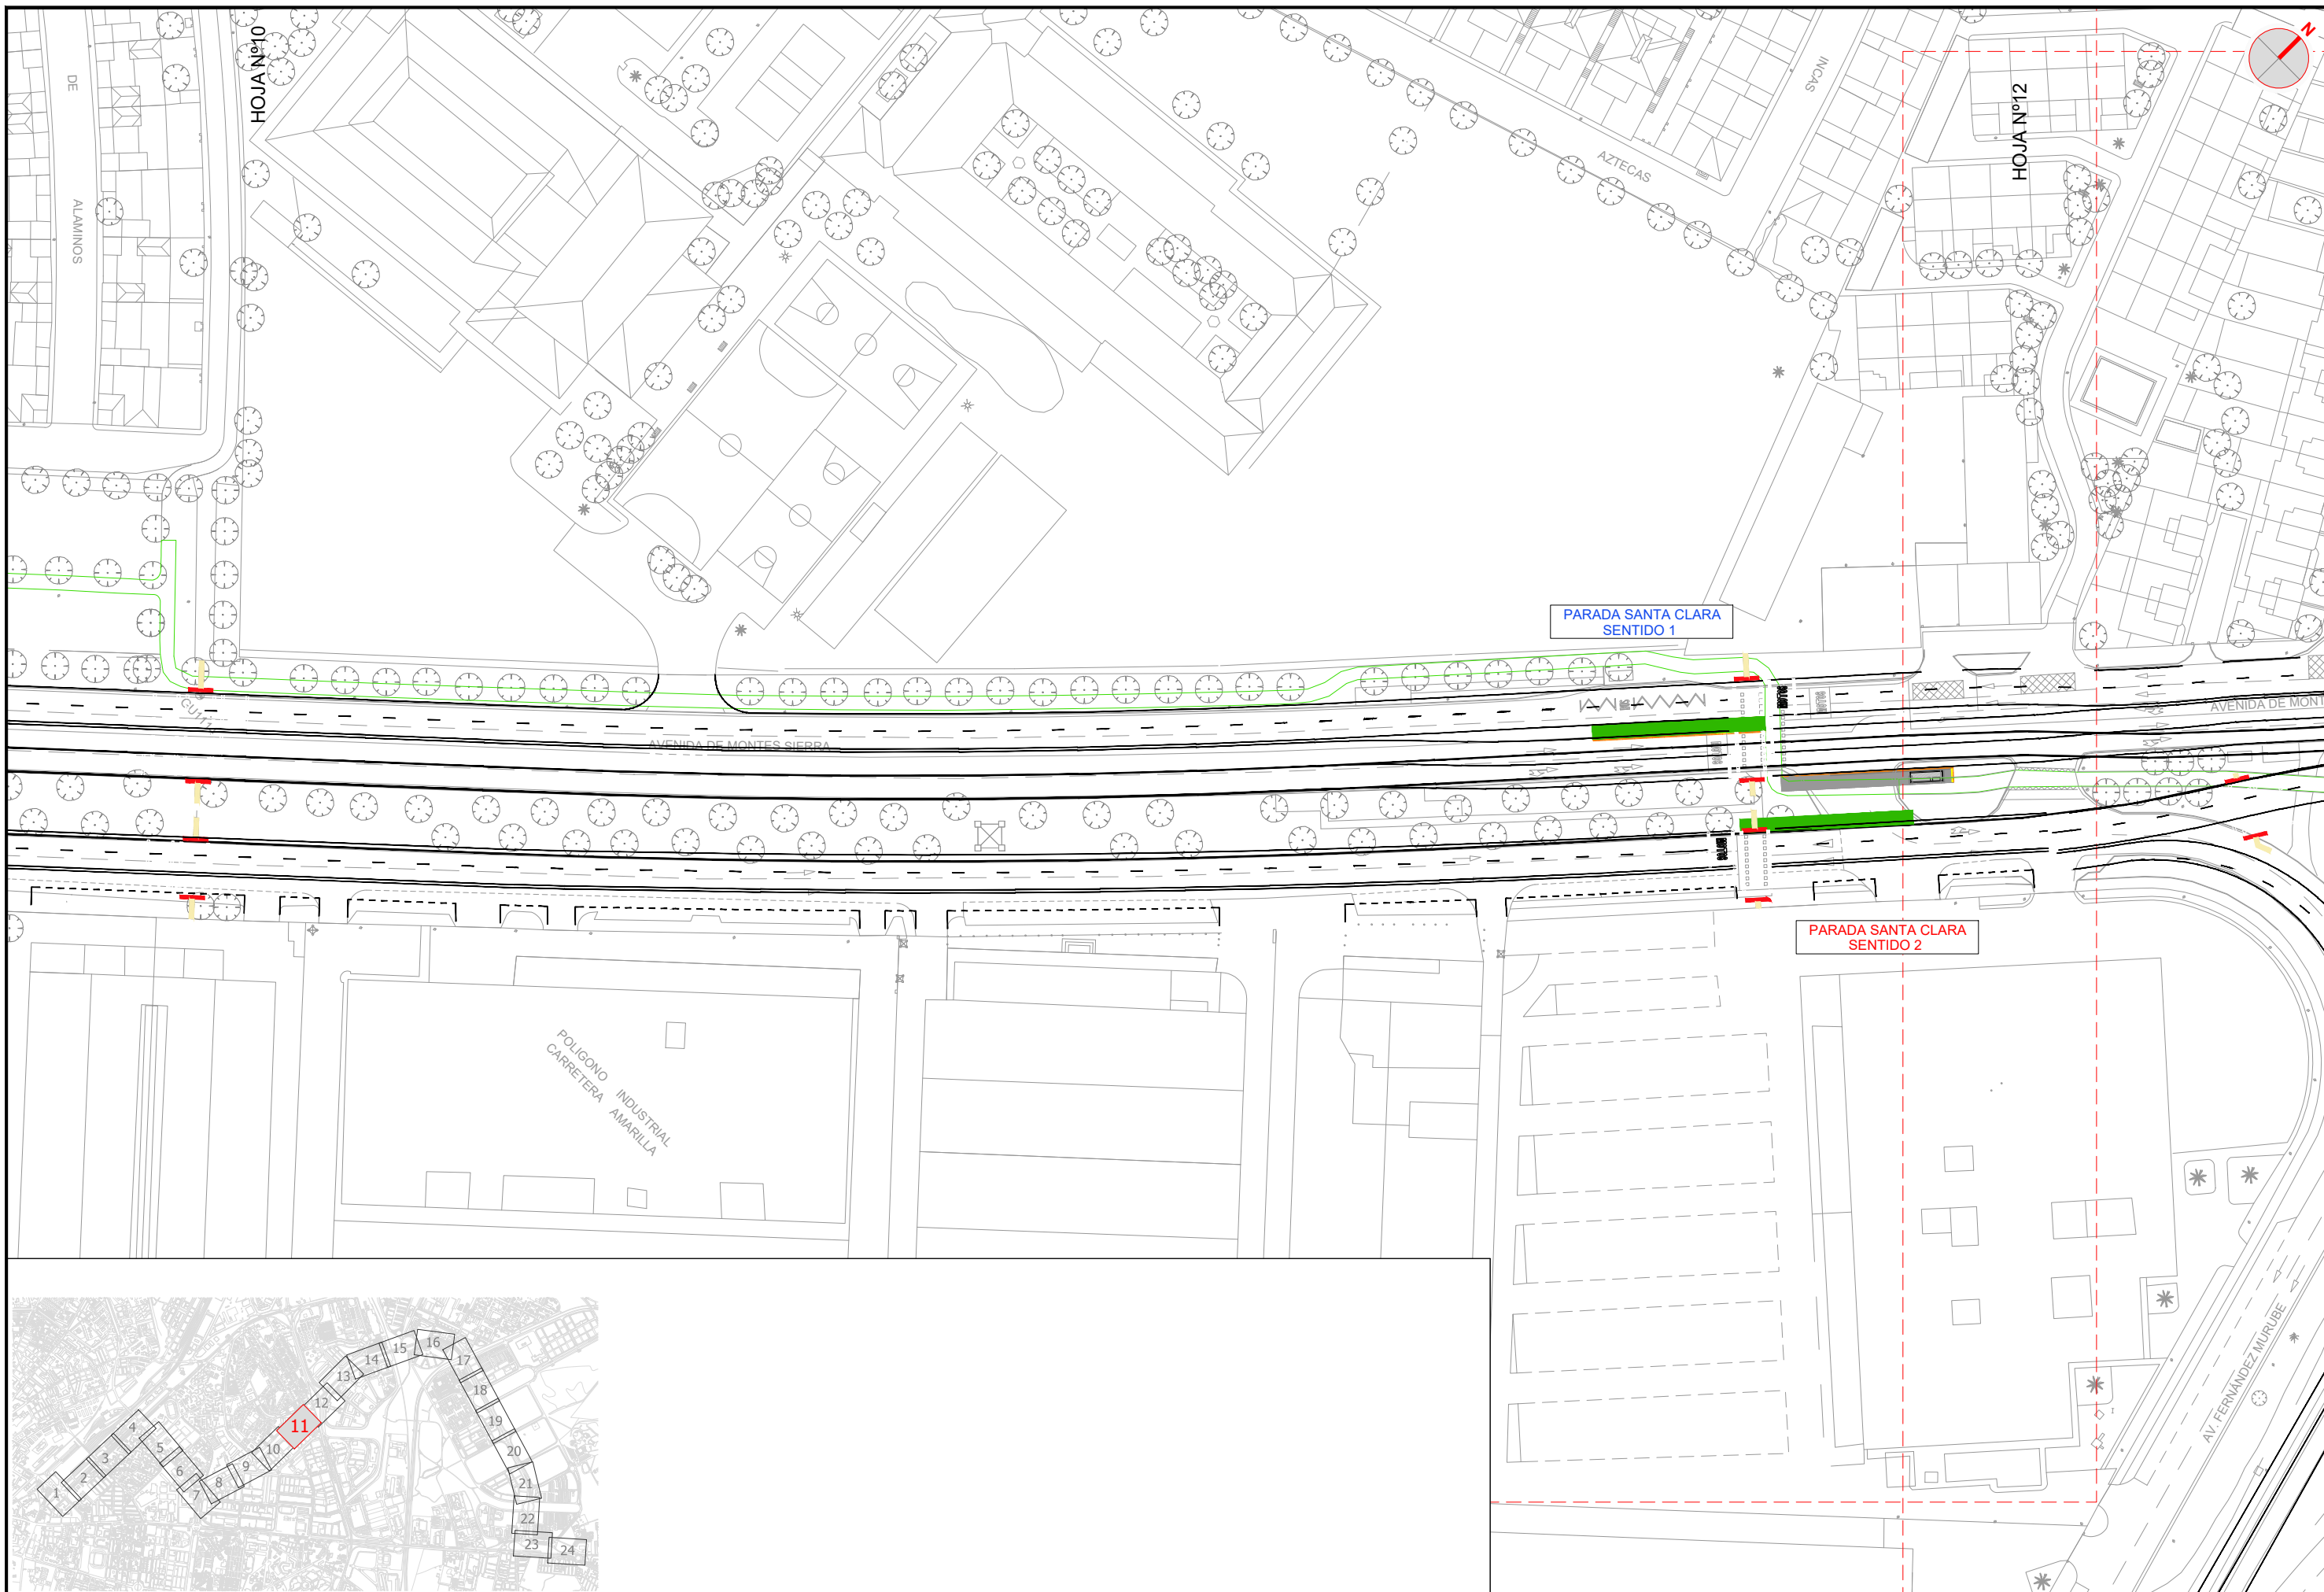 HOJA Nº10
HOJA Nº12
N
DE
ALAMINOS
INCAS
AZTECAS
PARADA SANTA CLARA
SENTIDO 1
AVENIDA DE MONTES SIERRA
AVENIDA DE MONT
PARADA SANTA CLARA
SENTIDO 2
POLIGONO INDUSTRIAL
CARRETERA AMARILLA
AV. FERNÁNDEZ MURUBE
1
2
3
4
5
6
7
8
9
10
11
12
13
14
15
16
17
18
19
20
21
22
23
24